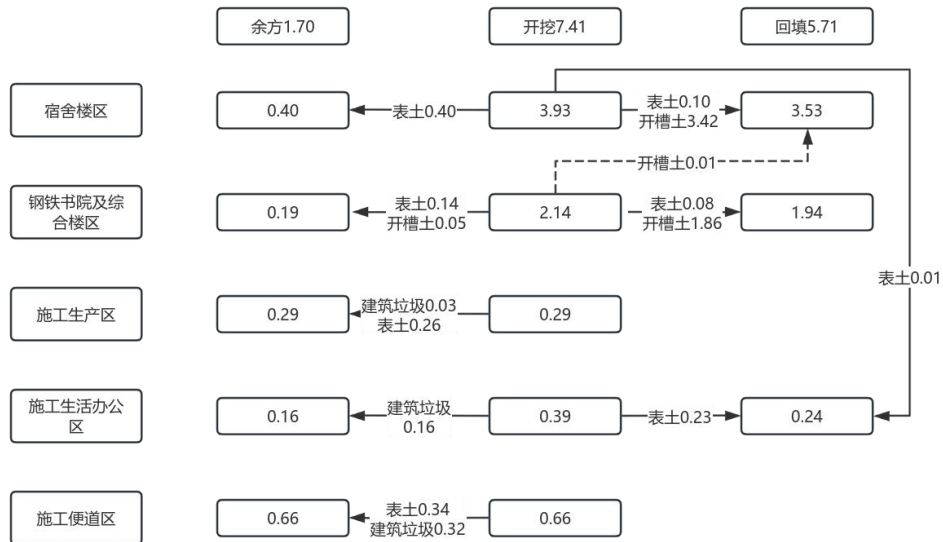 余方1.70
开挖7.41
回填5.71
宿舍楼区
0.40
表土0.40
3.93
表土0.10
开槽土3.42
3.53
开槽土0.01
钢铁书院及综
合楼区
0.19
表土0.14
开槽土0.05
2.14
表土0.08
开槽土1.86
1.94
表土0.01
施工生产区
0.29
建筑垃圾0.03
表土0.26
0.29
施工生活办公
区
0.16
建筑垃圾
0.16
0.39
表土0.23
0.24
施工便道区
0.66
表土0.34
建筑垃圾0.32
0.66